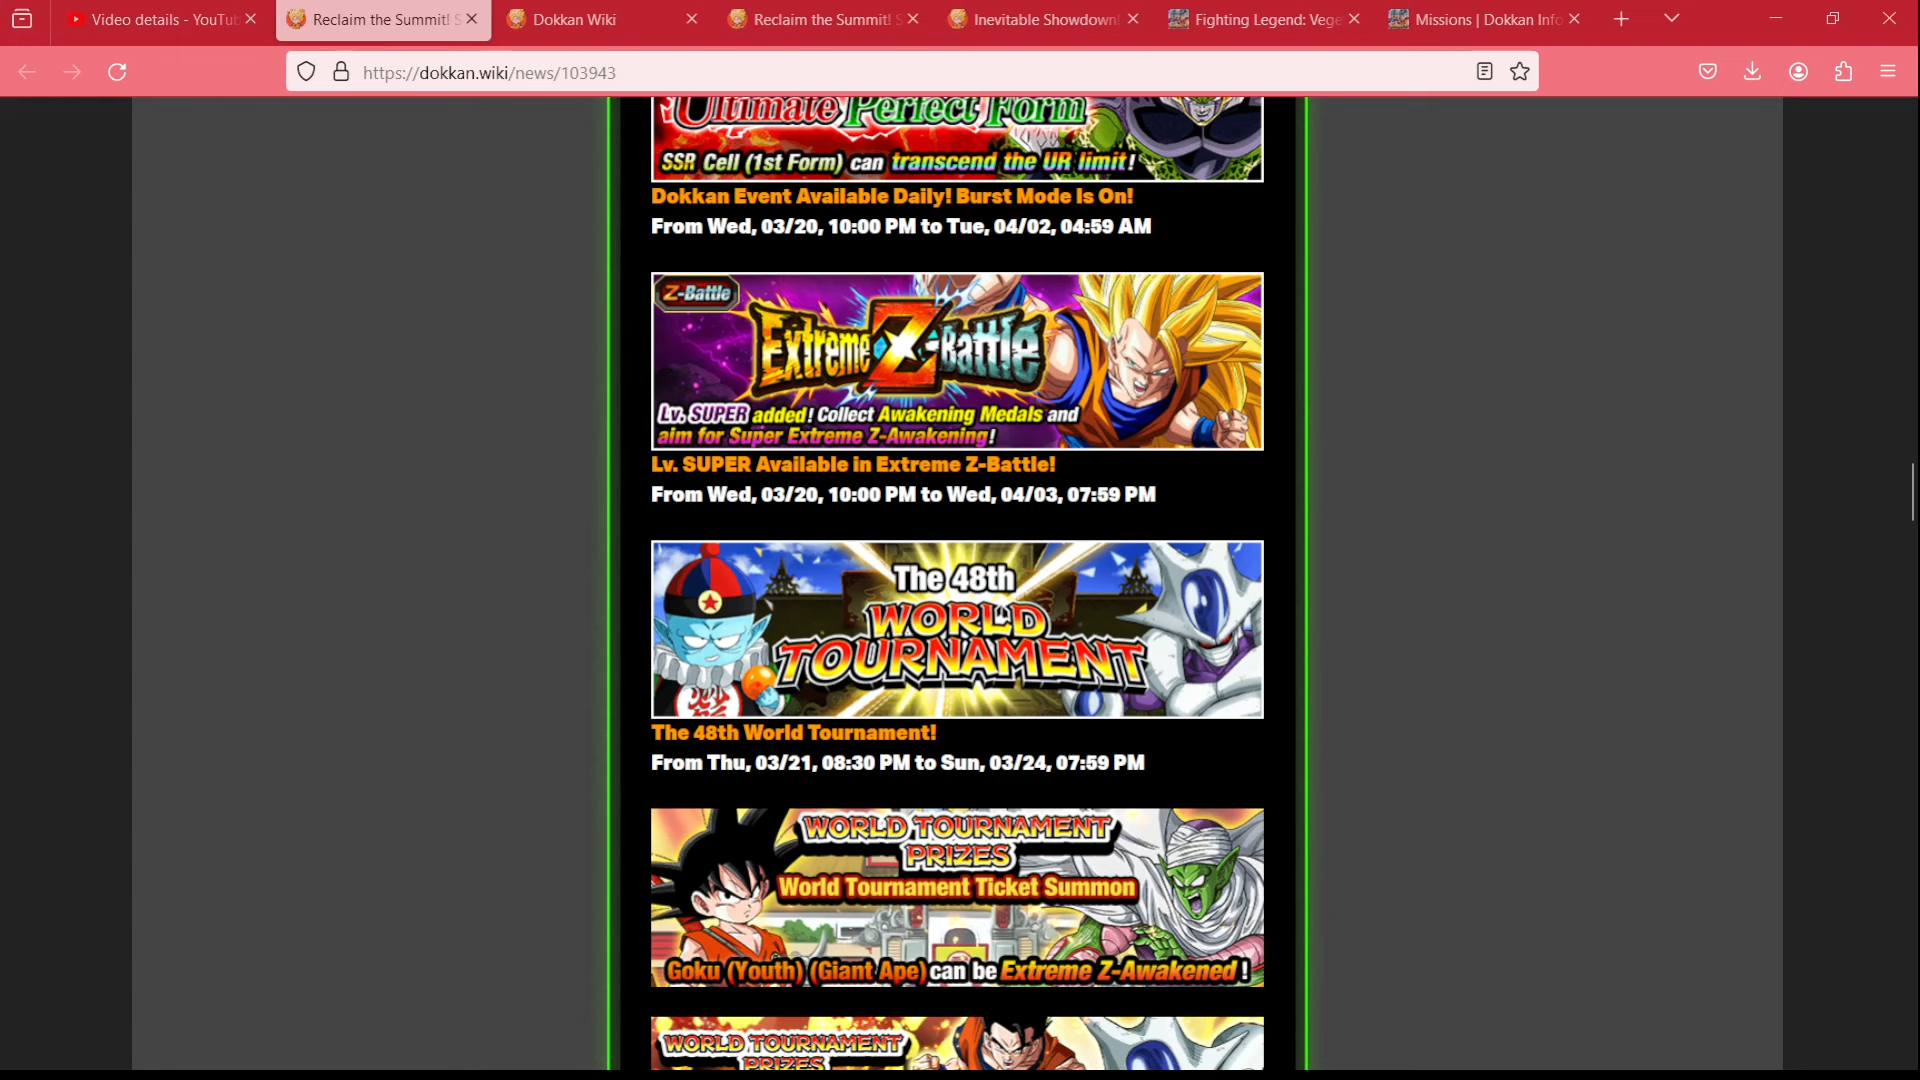 Video details - YouTub
Reclaim the Summit! S
Dokkan Wiki
Reclaim the Summit! S
Inevitable Showdown!
Fighting Legend: Vege
Missions | Dokkan Info
https://dokkan.wiki/news/103943
Ultimate Perfect Form
SSR Cell (1st Form) can transcend the UR limit!
Dokkan Event Available Daily! Burst Mode Is On!
From Wed, 03/20, 10:00 PM to Tue, 04/02, 04:59 AM
Z-Battle
Extreme Z-Battle
Lv. SUPER added! Collect Awakening Medals and
aim for Super Extreme Z-Awakening!
Lv. SUPER Available in Extreme Z-Battle!
From Wed, 03/20, 10:00 PM to Wed, 04/03, 07:59 PM
The 48th
WORLD
TOURNAMENT
The 48th World Tournament!
From Thu, 03/21, 08:30 PM to Sun, 03/24, 07:59 PM
WORLD TOURNAMENT
PRIZES
World Tournament Ticket Summon
Goku (Youth) (Giant Ape) can be Extreme Z-Awakened!
WORLD TOURNAMENT
PRIZES